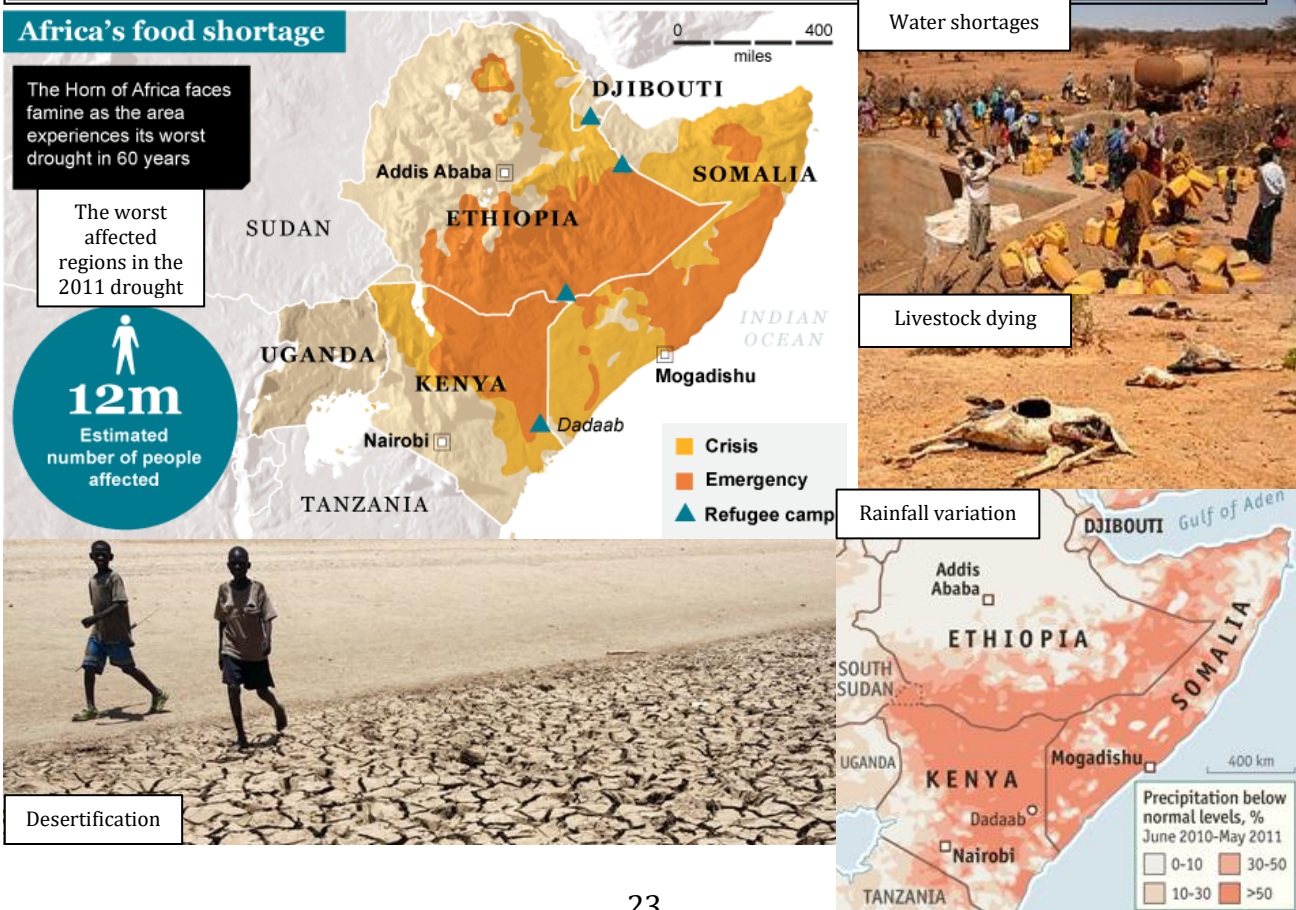 Africa's food shortage
The Horn of Africa faces
famine as the area
experiences its worst
drought in 60 years
The worst
affected
regions in the
2011 drought
12m
Estimated
number of people
affected
0 400
miles
DJIBOUTI
SOMALIA
Addis Ababa
ETHIOPIA
SUDAN
INDIAN
OCEAN
UGANDA
KENYA
Mogadishu
Nairobi
Dadaab
TANZANIA
Crisis
Emergency
Refugee camp
Water shortages
Livestock dying
Rainfall variation
DJIBOUTI
Gulf of Aden
Addis
Ababa
ETHIOPIA
SOMALIA
SOUTH
SUDAN
UGANDA
KENYA
Mogadishu
400 km
Dadaab
Nairobi
TANZANIA
Precipitation below
normal levels, %
June 2010-May 2011
0-10 30-50
10-30 >50
Desertification
23